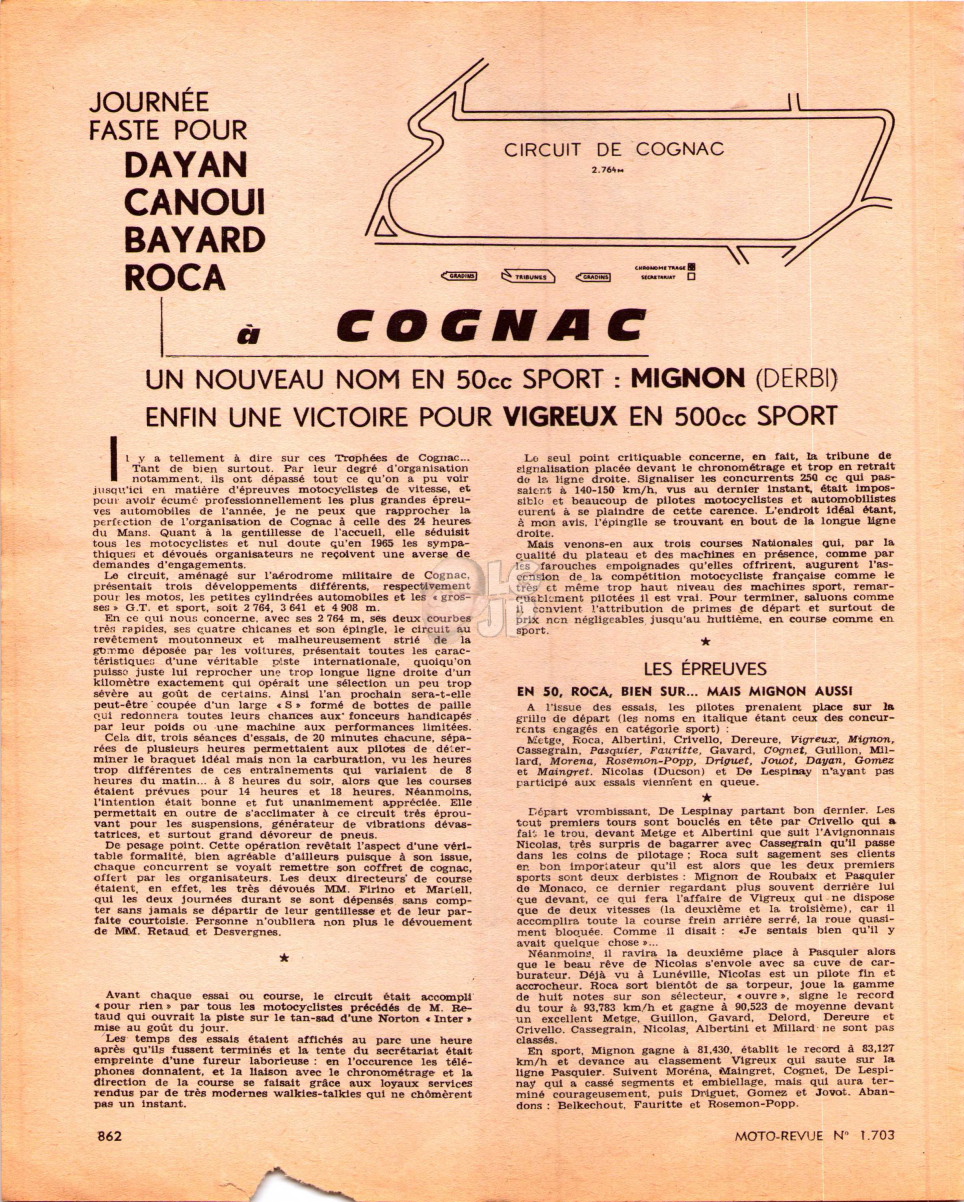 JOURNÉE
FASTE POUR
DAYAN
CANOUI
BAYARD
ROCA
à COGNAC
CIRCUIT DE COGNAC
2.764m
GRADINS
TRIBUNES
GRADINS
CHRONOMETRAGE
SECRETARIAT
UN NOUVEAU NOM EN 50cc SPORT : MIGNON (DERBI)
ENFIN UNE VICTOIRE POUR VIGREUX EN 500cc SPORT
Il y a tellement à dire sur ces Trophées de Cognac...
Tant de bien surtout. Par leur degré d'organisation
notamment, ils ont dépassé tout ce qu'on a pu voir
jusqu'ici en matière d'épreuves motocyclistes de vitesse, et
pour avoir écumé professionnellement les plus grandes épreu-
ves automobiles de l'année, je ne peux que rapprocher la
perfection de l'organisation de Cognac à celle des 24 heures
du Mans. Quant à la gentillesse de l'accueil, elle séduisit
tous les motocyclistes et nul doute qu'en 1965 les sympa-
thiques et dévoués organisateurs ne reçolvent une averse de
demandes d'engagements.
Le circuit, aménagé sur l'aérodrome militaire de Cognac,
présentait trois développements différents, respectivement
pour les motos, les petites cylindrées automobiles et les « gros-
ses » G.T. et sport, soit 2 764, 3 641 et 4 908 m.
En ce qui nous concerne, avec ses 2 764 m, sés deux courbes
très rapides, ses quatre chicanes et son épingle, le circuit au
revêtement moutonneux et malheureusement strié de la
gomme déposée par les voitures, présentait toutes les carac-
téristiques d'une véritable piste internationale, quoiqu'on
puisse juste lui reprocher une trop longue ligne droite d'un
kilomètre exactement qui opérait une sélection un peu trop
sévère au goût de certains. Ainsi l'an prochain sera-t-elle
peut-être coupée d'un large « S » formé de bottes de paille
qui redonnera toutes leurs chances aux fonceurs handicapés
par leur poids ou une machine aux performances limitées.
Cela dit, trois séances d'essais, de 20 minutes chacune, sépa-
rées de plusieurs heures permettaient aux pilotes de déter-
miner le braquet idéal mais non la carburation, vu les heures
trop différentes de ces entraînements qui variaient de 8
heures du matin... à 8 heures du soir, alors que les courses
étaient prévues pour 14 heures et 18 heures. Néanmoins,
l'intention était bonne et fut unanimement appréciée. Elle
permettait en outre de s'acclimater à ce circuit très éprou-
vant pour les suspensions, générateur de vibrations dévas-
tatrices, et surtout grand dévoreur de pneus.
De pesage point. Cette opération revêtait l'aspect d'une véri-
table formalité, bien agréable d'ailleurs puisque à son issue,
chaque concurrent se voyait remettre son coffret de cognac,
offert par les organisateurs. Les deux directeurs de course
étaient, en effet, les très dévoués MM. Firino et Martell,
qui les deux journées durant se sont dépensés sans comp-
ter sans jamais se départir de leur gentillesse et de leur par-
faite courtoisie. Personne n'oubliera non plus le dévouement
de MM. Retaud et Desvergnes.
★
Avant chaque essai ou course, le circuit était accompli
« pour rien » par tous les motocyclistes précédés de M. Re-
taud qui ouvrait la piste sur le tan-sad d'une Norton « Inter »
mise au goût du jour.
Les temps des essais étaient affichés au parc une heure
après qu'ils fussent terminés et la tente du secrétariat était
empreinte d'une fureur laborieuse : en l'occurence les télé-
phones donnaient, et la liaison avec le chronométrage et la
direction de la course se faisait grâce aux loyaux services
rendus par de très modernes walkies-talkies qui ne chômèrent
pas un instant.
Le seul point critiquable concerne, en fait, la tribune de
signalisation placée devant le chronométrage et trop en retrait
de la ligne droite. Signaliser les concurrents 250 cc qui pas-
saient à 140-150 km/h, vus au dernier instant, était impos-
sible et beaucoup de pilotes motocyclistes et automobilistes
eurent à se plaindre de cette carence. L'endroit idéal étant,
à mon avis, l'épingle se trouvant en bout de la longue ligne
droite.
Mais venons-en aux trois courses Nationales qui, par la
qualité du plateau et des machines en présence, comme par
les farouches empoignades qu'elles offrirent, augurent l'as-
cension de la compétition motocycliste française comme le
très et même trop haut niveau des machines sport, remar-
quablement pilotées il est vrai. Pour terminer, saluons comme
il convient l'attribution de primes de départ et surtout de
prix non négligeables jusqu'au huitième, en course comme en
sport.
★
LES ÉPREUVES
EN 50, ROCA, BIEN SUR... MAIS MIGNON AUSSI
A l'issue des essais, les pilotes prenaient place sur la
grille de départ (les noms en italique étant ceux des concur-
rents engagés en catégorie sport) :
Metge, Roca, Albertini, Crivello, Dereure, Vigreux, Mignon,
Cassegrain, Pasquier, Fauritte, Gavard, Cognet, Guillon, Mil-
lard, Morena, Rosemon-Popp, Driguet, Jouot, Dayan, Gomez
et Maingret. Nicolas (Ducson) et De Lespinay n'ayant pas
participé aux essais viennent en queue.
★
Départ vrombissant, De Lespinay partant bon dernier. Les
tout premiers tours sont bouclés en tête par Crivello qui a
fait le trou, devant Metge et Albertini que suit l'Avignonnais
Nicolas, très surpris de bagarrer avec Cassegrain qu'il passe
dans les coins de pilotage ; Roca suit sagement ses clients
en bon importateur qu'il est alors que les deux premiers
sports sont deux derbistes : Mignon de Roubaix et Pasquier
de Monaco, ce dernier regardant plus souvent derrière lui
que devant, ce qui fera l'affaire de Vigreux qui ne dispose
que de deux vitesses (la deuxième et la troisième), car il
accomplira toute la course frein arrière serré, la roue quasi-
ment bloquée. Comme il disait : «Je sentais bien qu'il y
avait quelque chose »...
Néanmoins, il ravira la deuxième place à Pasquier alors
que le beau rêve de Nicolas s'envole avec sa cuve de car-
burateur. Déjà vu à Lunéville, Nicolas est un pilote fin et
accrocheur. Roca sort bientôt de sa torpeur, joue la gamme
de huit notes sur son sélecteur, « ouvre », signe le record
du tour à 93,783 km/h et gagne à 90,523 de moyenne devant
un excellent Metge, Guillon, Gavard, Delord, Dereure et
Crivello. Cassegrain, Nicolas, Albertini et Millard ne sont pas
classés.
En sport, Mignon gagne à 81,430, établit le record à 83,127
km/h et devance au classement Vigreux qui saute sur la
ligne Pasquier. Suivent Moréna, Maingret, Cognet, De Lespi-
nay qui a cassé segments et embiellage, mais qui aura ter-
miné courageusement, puis Driguet, Gomez et Jovot. Aban-
dons : Belkechout, Fauritte et Rosemon-Popp.
862
MOTO-REVUE N° 1.703